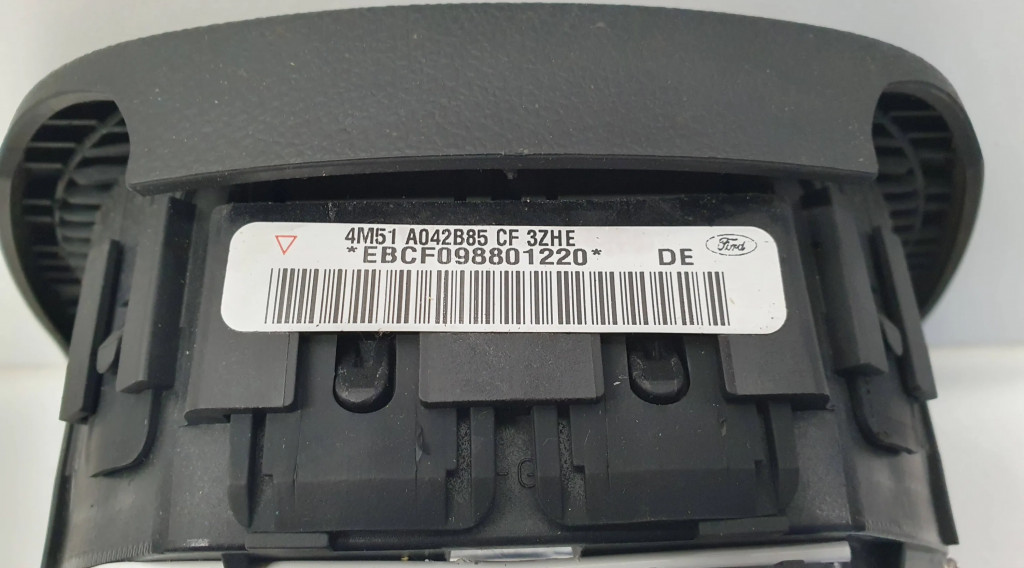 4M51 A042B85 CF 3ZHE
*EBCF098801220* DE Ford
G